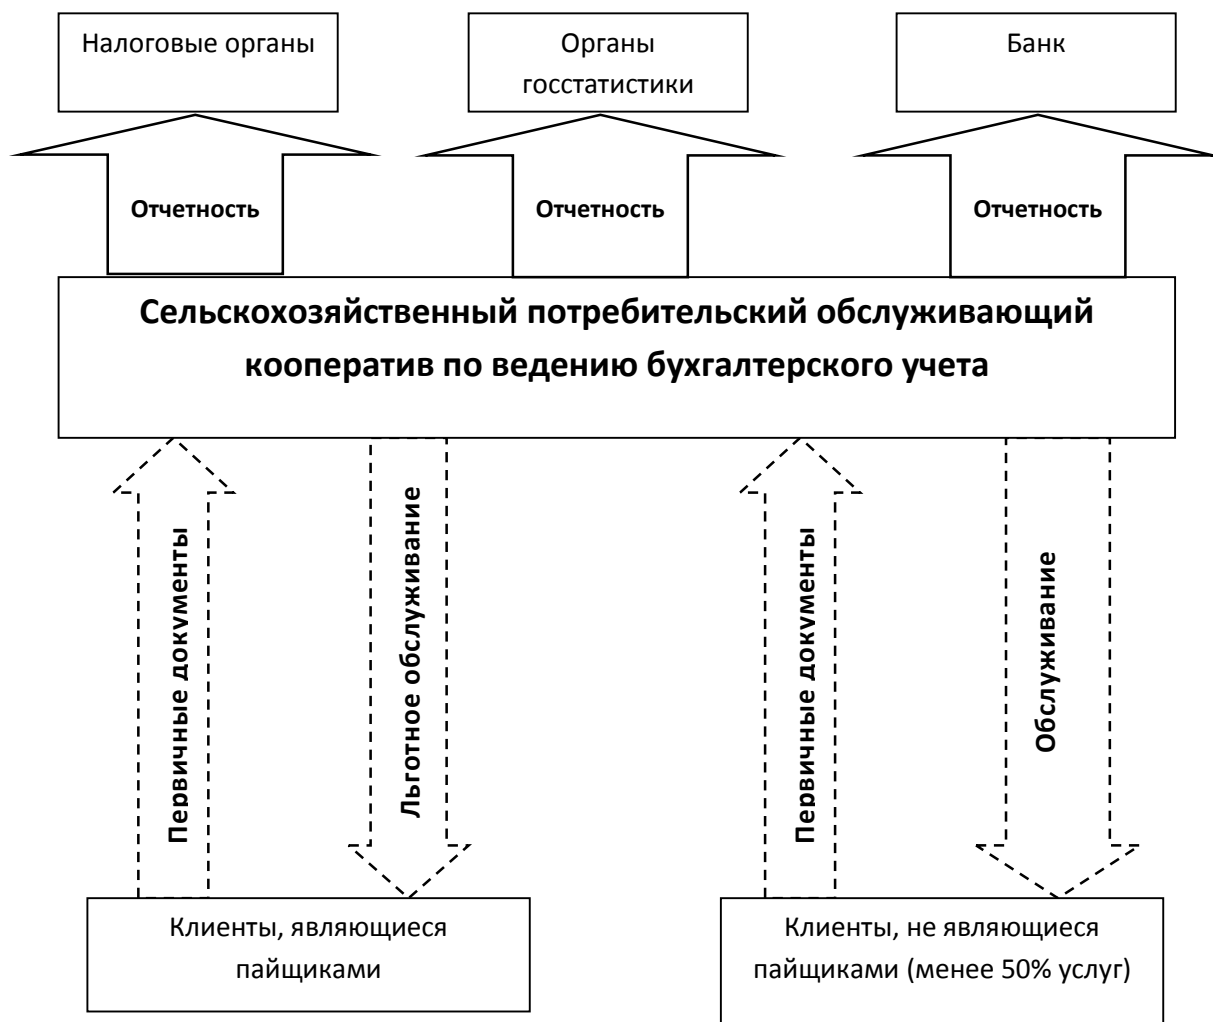 Налоговые органы
Органы
госстатистики
Банк
Отчетность
Отчетность
Отчетность
Сельскохозяйственный потребительский обслуживающий
кооператив по ведению бухгалтерского учета
Первичные документы
Льготное обслуживание
Первичные документы
Обслуживание
Клиенты, являющиеся
пайщиками
Клиенты, не являющиеся
пайщиками (менее 50% услуг)